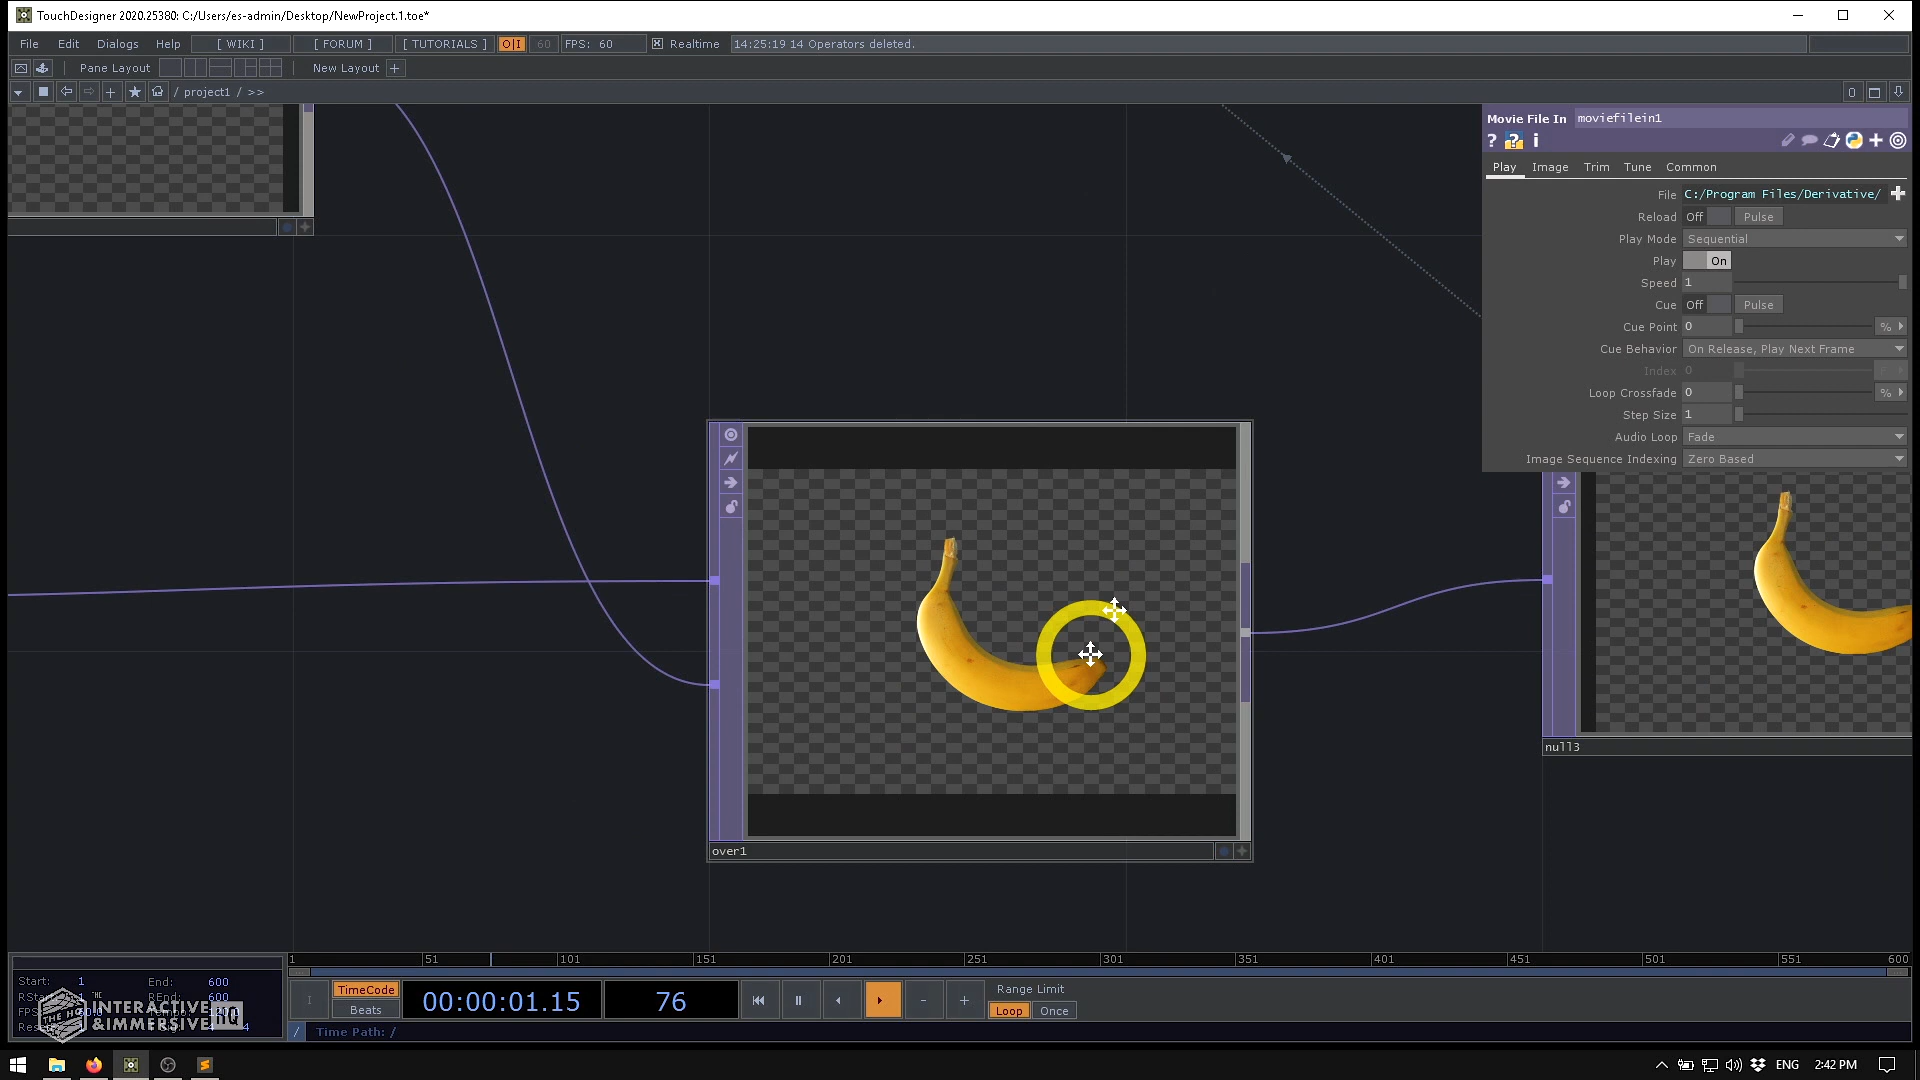 TouchDesigner 2020.25380: C:/Users/es-admin/Desktop/NewProject.1.toe*
File Edit Dialogs Help [ WIKI ] [ FORUM ] [ TUTORIALS ] O|I 60 FPS: 60 Realtime 14:25:19 14 Operators deleted.
Pane Layout New Layout +
/ project1 / >> 0
Movie File In moviefilein1
? ? i
Play Image Trim Tune Common
File C:/Program Files/Derivative/
Reload Off Pulse
Play Mode Sequential
Play On
Speed 1
Cue Off Pulse
Cue Point 0 %
Cue Behavior On Release, Play Next Frame
Index 0 F
Loop Crossfade 0 %
Step Size 1
Audio Loop Fade
Image Sequence Indexing Zero Based
null3
over1
1 51 101 151 201 251 301 351 401 451 501 551 600
Start: 1 End: 600
REnd: 600
TimeCode
Beats
00:00:01.15
76
Range Limit
Loop Once
THE HQ
THE
INTERACTIVE
& IMMERSIVE HQ
/ Time Path: /
ENG 2:42 PM